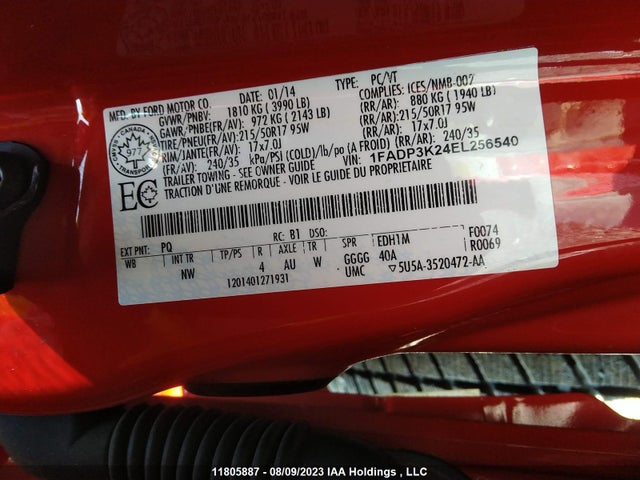 MFD. BY FORD MOTOR CO.
01/14
TYPE: PC/VT
GVWR/PNBV: 1810 KG (3990 LB)
COMPLIES: ICES/NMB-002
GAWR/PNBE(FR/AV): 972 KG (2143 LB)
(RR/AR): 880 KG (1940 LB)
TIRE/PNEU(FR/AV): 215/50R17 95W
(RR/AR): 215/50R17 95W
RIM/JANTE(FR/AV): 17x7.0J
(RR/AR): 17x7.0J
(FR/AV): 240/35 kPa/PSI (COLD)/lb/po (A FROID) (RR/AR): 240/35
TRAILER TOWING - SEE OWNER GUIDE
VIN: 1FADP3K24EL256540
TRACTION D'UNE REMORQUE - VOIR LE GUIDE DU PROPRIETAIRE
CANADA
977
TRANSPORT
EC
EXT PNT: PQ
RC: B1 DSO:
F0074
WB
INT TR
TP/PS
R
AXLE
TR
SPR
EDH1M
R0069
NW
4
AU
W
GGGG
40A
1201401271931
UMC
5U5A-3520472-AA
11805887 - 08/09/2023 IAA Holdings , LLC